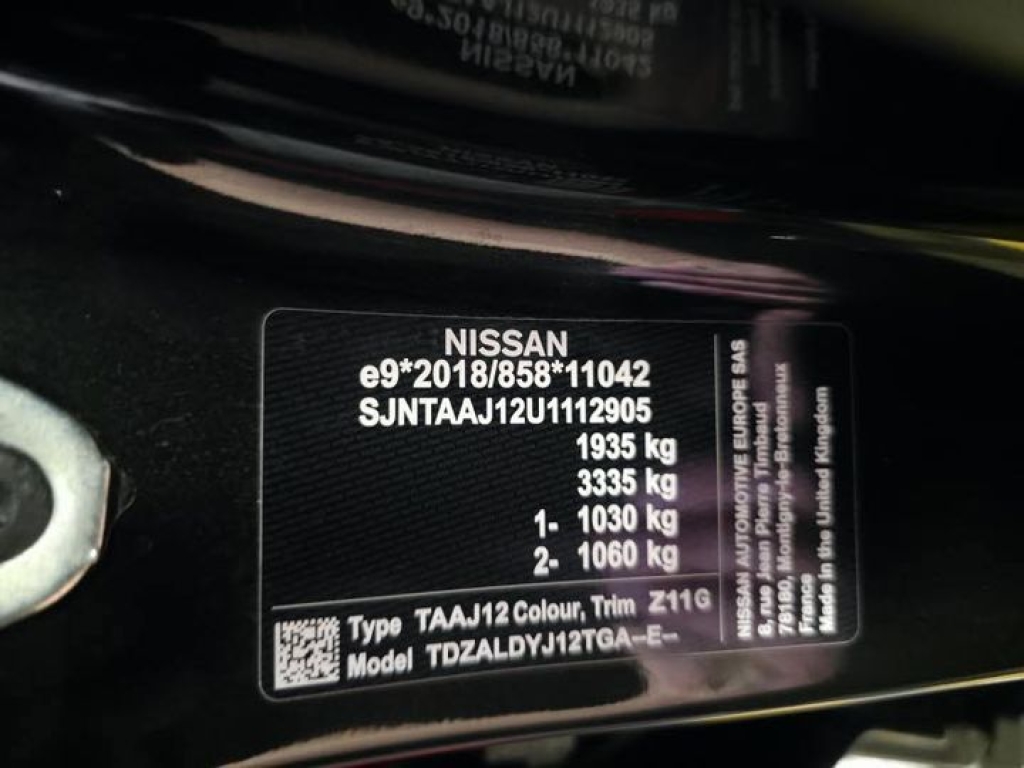 NISSAN
e9*2018/858*11042
SJNTAAJ12U1112905
1935 kg
3335 kg
1- 1030 kg
2- 1060 kg
Type TAAJ12 Colour, Trim Z11G
Model TDZALDYJ12TGA-E-
NISSAN AUTOMOTIVE EUROPE SAS
8, rue Jean Pierre Timbaud
78180, Montigny-le-Bretonneux
France
Made in the United Kingdom